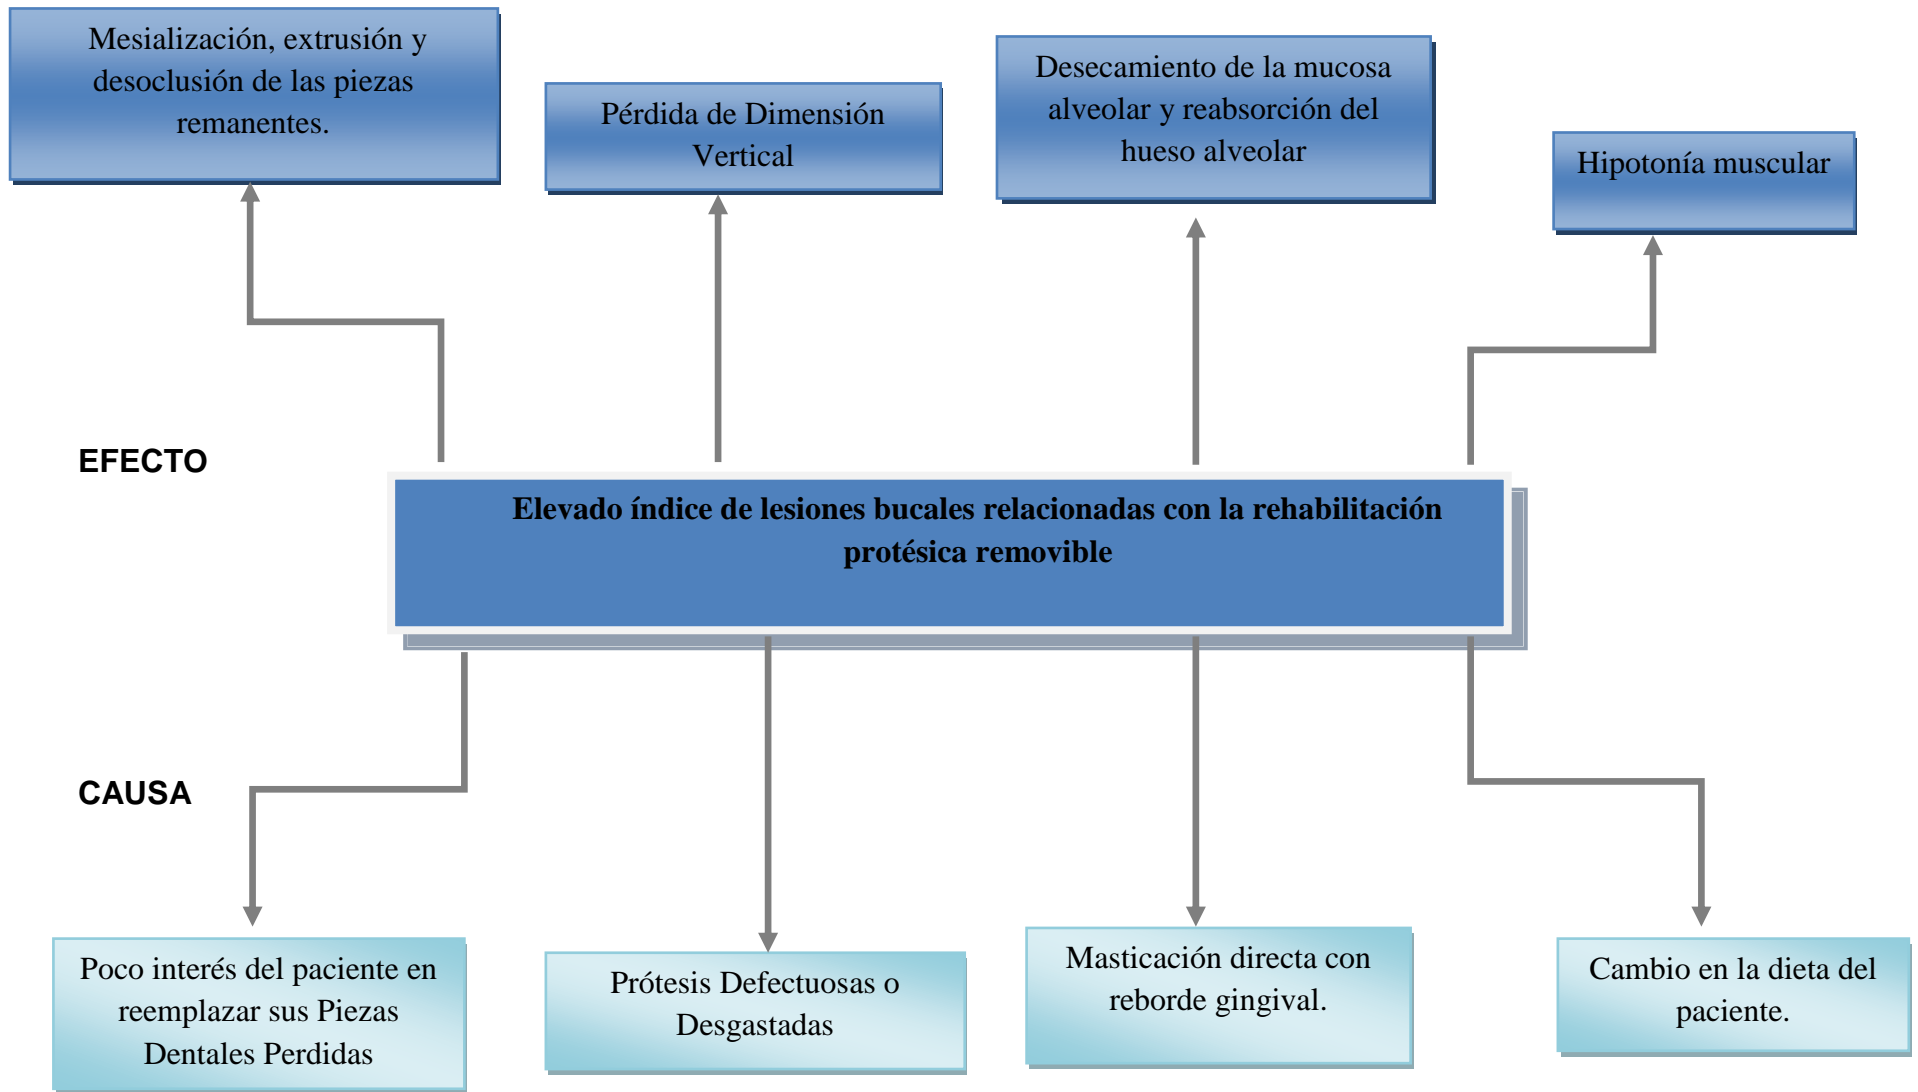 Mesialización, extrusión y
desoclusión de las piezas
remanentes.
Pérdida de Dimensión
Vertical
Desecamiento de la mucosa
alveolar y reabsorción del
hueso alveolar
Hipotonía muscular
EFECTO
Elevado índice de lesiones bucales relacionadas con la rehabilitación
protésica removible
CAUSA
Poco interés del paciente en
reemplazar sus Piezas
Dentales Perdidas
Prótesis Defectuosas o
Desgastadas
Masticación directa con
reborde gingival.
Cambio en la dieta del
paciente.